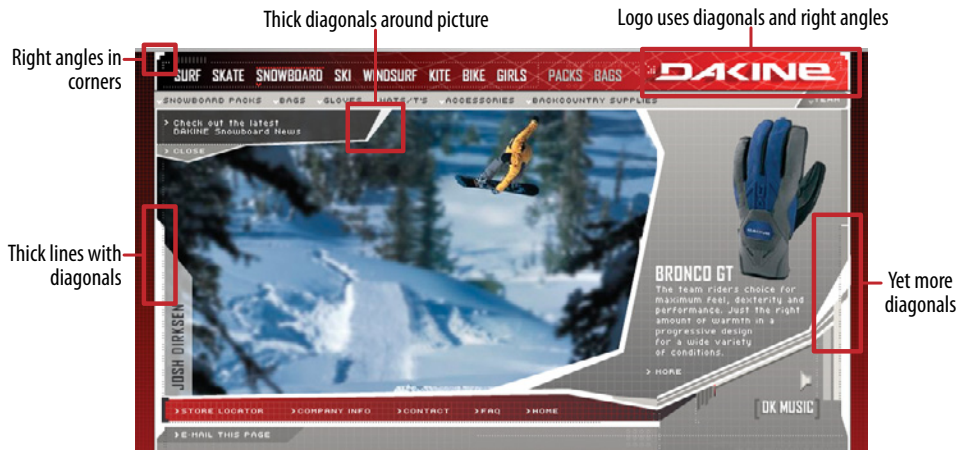 Thick diagonals around picture
Logo uses diagonals and right angles
Right angles in
corners
SURF SKATE SNOWBOARD SKI WINDSURF KITE BIKE GIRLS PACKS BAGS
DAKINE
SNOWBOARD PACKS BAGS GLOVES HATS/T'S ACCESSORIES BACKCOUNTRY SUPPLIES
TEAM
> Check out the latest
DAKINE Snowboard News
> CLOSE
Thick lines with
diagonals
JOSH DIRKSEN
DAKINE
BRONCO GT
The team riders choice for
maximum feel, dexterity and
performance. Just the right
amount of warmth in a
progressive design
for a wide variety
of conditions.
> MORE
Yet more
diagonals
[DK MUSIC]
> STORE LOCATOR > COMPANY INFO > CONTACT > FAQ > HOME
> E-MAIL THIS PAGE